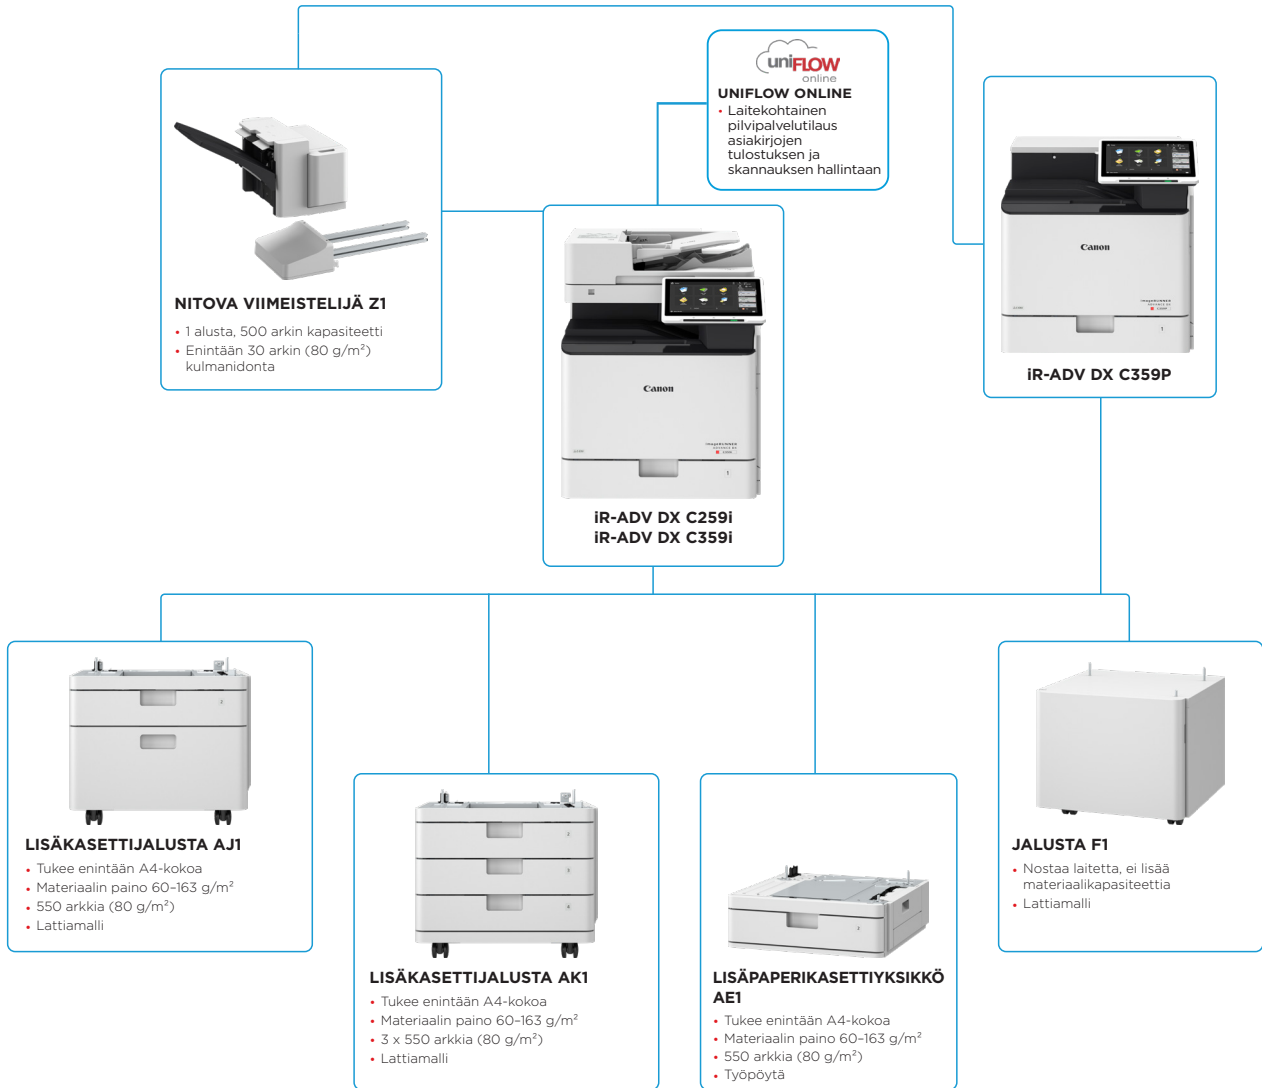 uniFLOW
online
UNIFLOW ONLINE
• Laitekohtainen
pilvipalvelutilaus
asiakirjojen
tulostuksen ja
skannauksen hallintaan
NITOVA VIIMEISTELIJÄ Z1
• 1 alusta, 500 arkin kapasiteetti
• Enintään 30 arkin (80 g/m²)
kulmanidonta
Canon
1
iR-ADV DX C259i
iR-ADV DX C359i
Canon
1
iR-ADV DX C359P
2
LISÄKASETTIJALUSTA AJ1
• Tukee enintään A4-kokoa
• Materiaalin paino 60–163 g/m²
• 550 arkkia (80 g/m²)
• Lattiamalli
LISÄKASETTIJALUSTA AK1
• Tukee enintään A4-kokoa
• Materiaalin paino 60–163 g/m²
• 3 x 550 arkkia (80 g/m²)
• Lattiamalli
2
LISÄPAPERIKASETTIYKSIKKÖ
AE1
• Tukee enintään A4-kokoa
• Materiaalin paino 60–163 g/m²
• 550 arkkia (80 g/m²)
• Työpöytä
JALUSTA F1
• Nostaa laitetta, ei lisää
materiaalikapasiteettia
• Lattiamalli